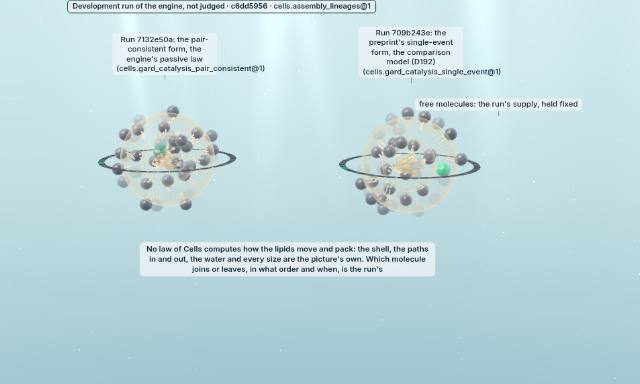 Development run of the engine, not judged · c6dd5956 · cells.assembly_lineages@1
Run 7132e50a: the pair-
consistent form, the
engine's passive law
(cells.gard_catalysis_pair_consistent@1)
Run 709b243e: the
preprint's single-event
form, the comparison
model (D192)
(cells.gard_catalysis_single_event@1)
free molecules: the run's supply, held fixed
No law of Cells computes how the lipids move and pack: the shell, the paths
in and out, the water and every size are the picture's own. Which molecule
joins or leaves, in what order and when, is the run's